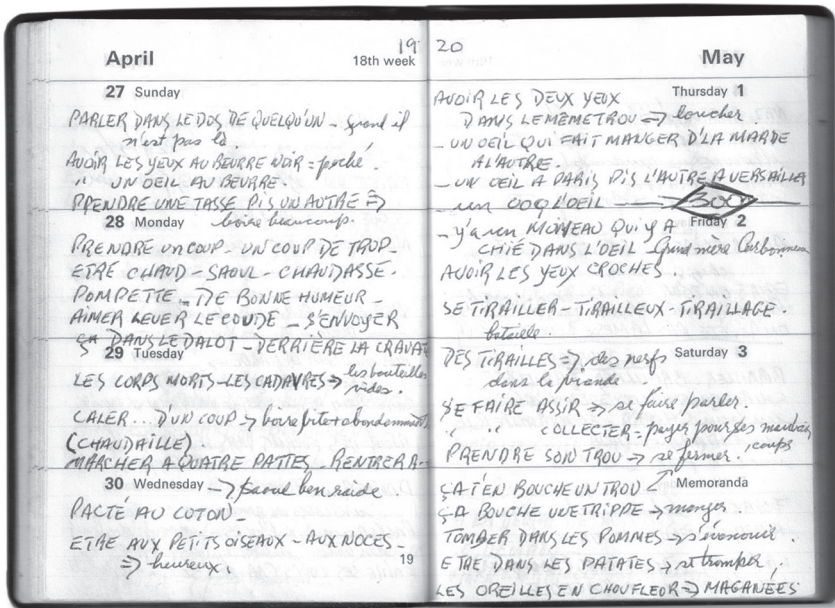 April
19
18th week
27 Sunday
PARLER DANS LE DOS DE QUELQU'UN - quand il
n'est pas là.
AVOIR LES YEUX AU BEURRE NOIR = poché.
" UN OEIL AU BEURRE.
PRENDRE UNE TASSE PIS UN AUTRE ⇒
28 Monday boire beaucoup.
PRENDRE UN COUP - UN COUP DE TROP -
ETRE CHAUD - SAOUL - CHAUDASSE -
POMPETTE - DE BONNE HUMEUR -
AIMER LEVER LE COUDE - S'ENVOYER
ÇA DANS LE DALOT - DERRIÈRE LA CRAVAT
29 Tuesday
LES CORPS MORTS - LES CADAVRES → les bouteilles
vides.
CALER... D'UN COUP → boire vite + abondamment
(CHAUDAILLE)
MARCHER A QUATRE PATTES. RENTRER A.
30 Wednesday → saoul ben raide
PACTÉ AU COTON -
ETRE AUX PETITS OISEAUX - AUX NOCES -
⇒ heureux.
19
20
May
Thursday 1
AVOIR LES DEUX YEUX
DANS LE MÊME TROU ⇒ loucher
- UN OEIL QUI FAIT MANGER D'LA MARDE
A L'AUTRE.
- UN OEIL A PARIS PIS L'AUTRE A VERSAILLES
un COQ L'OEIL 300
Friday 2
- y'a un MOINEAU QUI Y A
CHIÉ DANS L'OEIL - Grand-mère
AVOIR LES YEUX CROCHES.
SE TIRAILLER - TIRAILLEUX - TIRAILLAGE.
bataille.
Saturday 3
DES TIRAILLES ⇒ des nerfs
dans la viande
SE FAIRE ASSIR → se faire parler.
" " COLLECTER = payer pour ses mauvais
coups
PRENDRE SON TROU → se fermer.
Memoranda
ÇA T'EN BOUCHE UN TROU
ÇA BOUCHE UNE TRIPPE → manger.
TOMBER DANS LES POMMES → s'évanouir.
ETRE DANS LES PATATES → se tromper.
LES OREILLES EN CHOUFLEUR ⇒ MAGANÉES